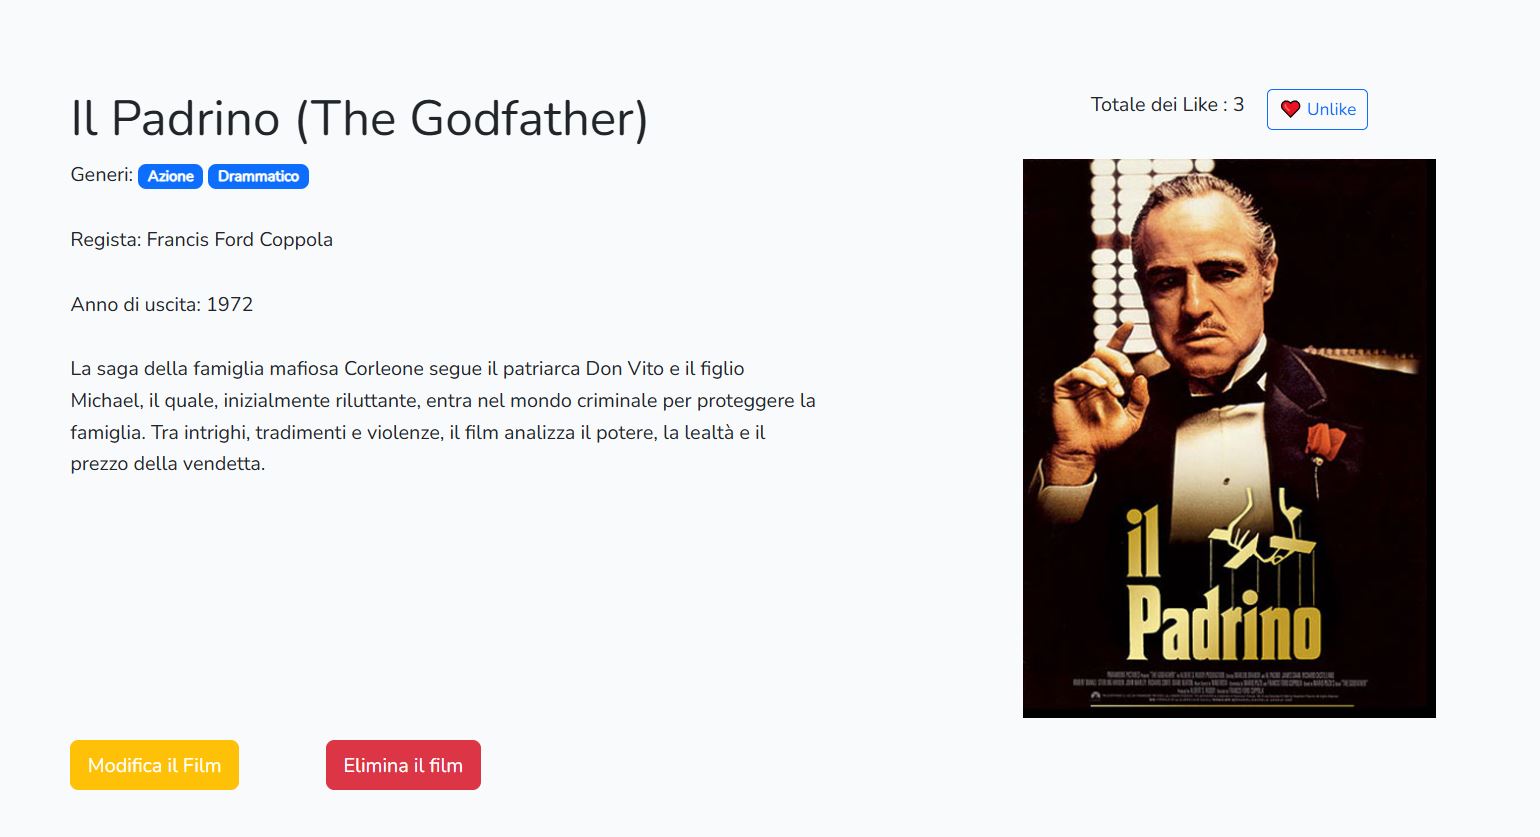 Il Padrino (The Godfather)
Totale dei Like : 3
Unlike
Generi: Azione Drammatico
Regista: Francis Ford Coppola
Anno di uscita: 1972
La saga della famiglia mafiosa Corleone segue il patriarca Don Vito e il figlio
Michael, il quale, inizialmente riluttante, entra nel mondo criminale per proteggere la
famiglia. Tra intrighi, tradimenti e violenze, il film analizza il potere, la lealtà e il
prezzo della vendetta.
il
Padrino
Modifica il Film
Elimina il film